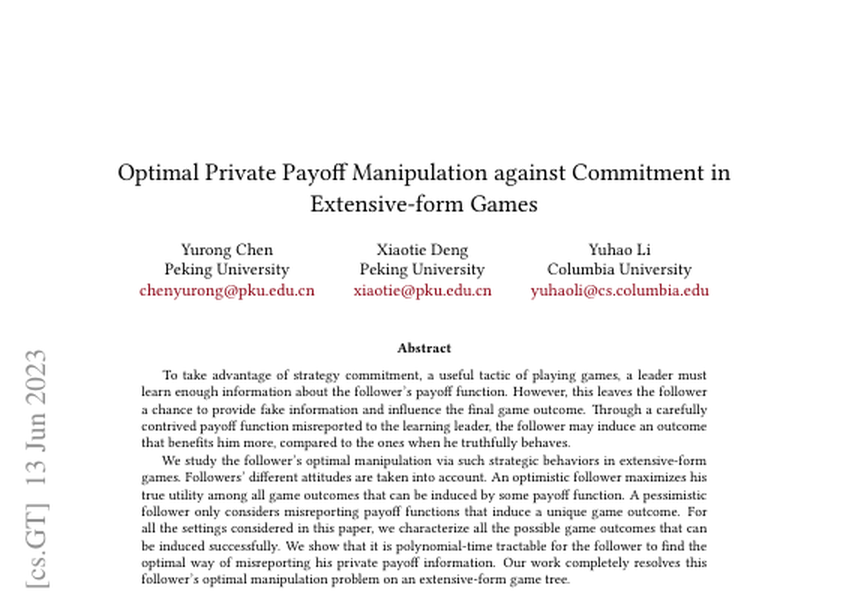 Optimal Private Payoff Manipulation against Commitment in
Extensive-form Games
Yurong Chen
Peking University
chenyurong@pku.edu.cn
Xiaotie Deng
Peking University
xiaotie@pku.edu.cn
Yuhao Li
Columbia University
yuhaoli@cs.columbia.edu
Abstract
To take advantage of strategy commitment, a useful tactic of playing games, a leader must
learn enough information about the follower's payoff function. However, this leaves the follower
a chance to provide fake information and influence the final game outcome. Through a carefully
contrived payoff function misreported to the learning leader, the follower may induce an outcome
that benefits him more, compared to the ones when he truthfully behaves.
We study the follower's optimal manipulation via such strategic behaviors in extensive-form
games. Followers' different attitudes are taken into account. An optimistic follower maximizes his
true utility among all game outcomes that can be induced by some payoff function. A pessimistic
follower only considers misreporting payoff functions that induce a unique game outcome. For
all the settings considered in this paper, we characterize all the possible game outcomes that can
be induced successfully. We show that it is polynomial-time tractable for the follower to find the
optimal way of misreporting his private payoff information. Our work completely resolves this
follower's optimal manipulation problem on an extensive-form game tree.
[cs.GT] 13 Jun 2023